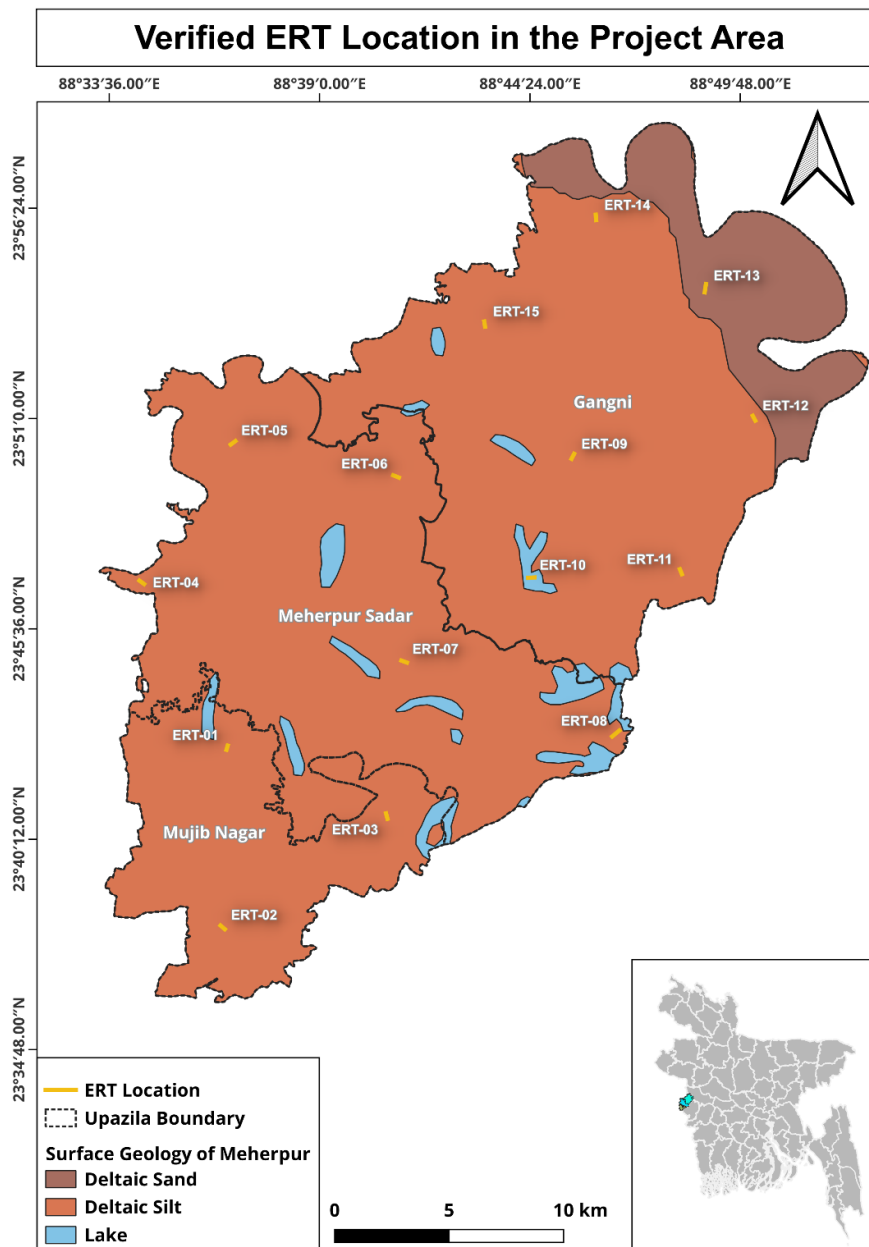 Verified ERT Location in the Project Area
88°33′36.00″E 88°39′0.00″E 88°44′24.00″E 88°49′48.00″E
23°56′24.00″N
23°51′0.00″N
23°45′36.00″N
23°40′12.00″N
23°34′48.00″N
ERT-14
ERT-13
ERT-15
Gangni
ERT-12
ERT-05
ERT-09
ERT-06
ERT-11
ERT-10
ERT-04
Meherpur Sadar
ERT-07
ERT-08
ERT-01
Mujib Nagar
ERT-03
ERT-02
ERT Location
Upazila Boundary
Surface Geology of Meherpur
Deltaic Sand
Deltaic Silt
Lake
0 5 10 km